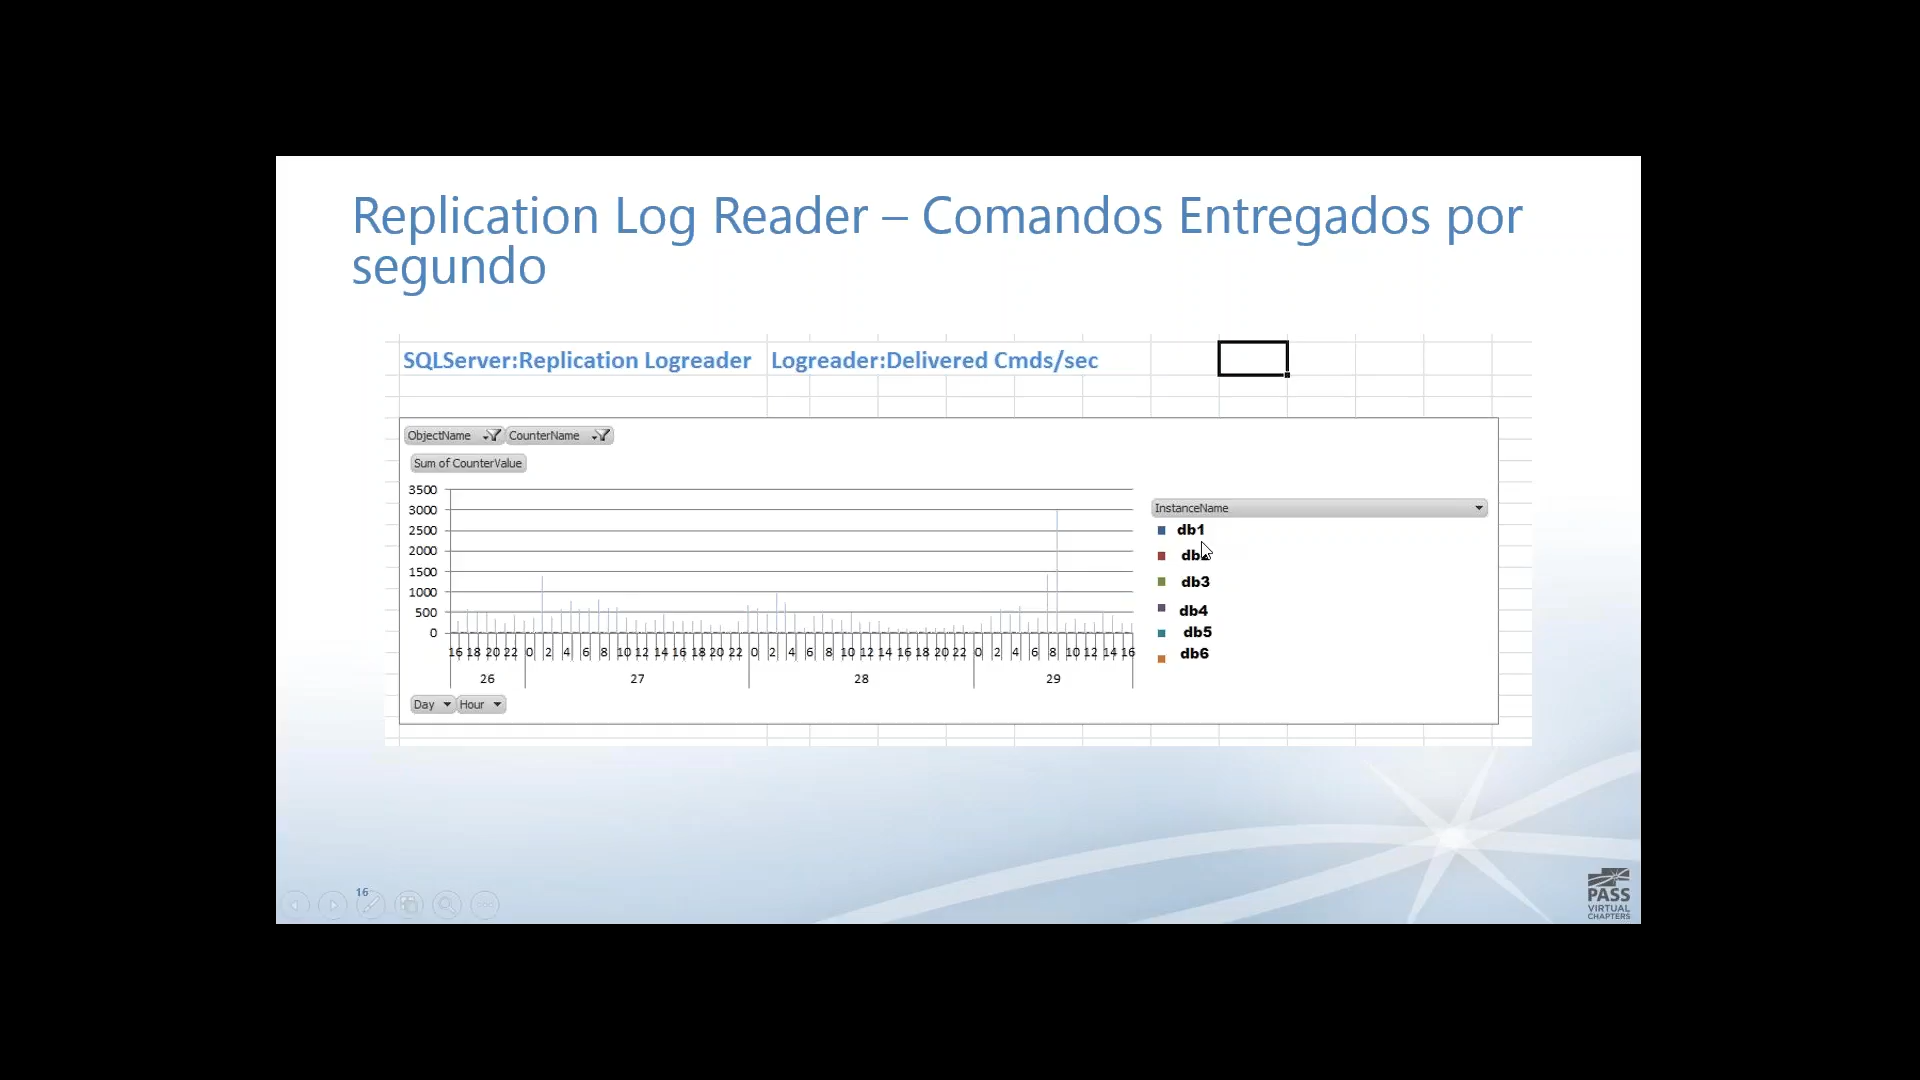 Replication Log Reader – Comandos Entregados por
segundo
SQLServer:Replication Logreader Logreader:Delivered Cmds/sec
ObjectName CounterName
Sum of CounterValue
3500
3000
2500
2000
1500
1000
500
0
16 18 20 22 0 2 4 6 8 10 12 14 16 18 20 22 0 2 4 6 8 10 12 14 16 18 20 22 0 2 4 6 8 10 12 14 16
26 27 28 29
Day Hour
InstanceName
db1
db2
db3
db4
db5
db6
16
PASS
VIRTUAL
CHAPTERS